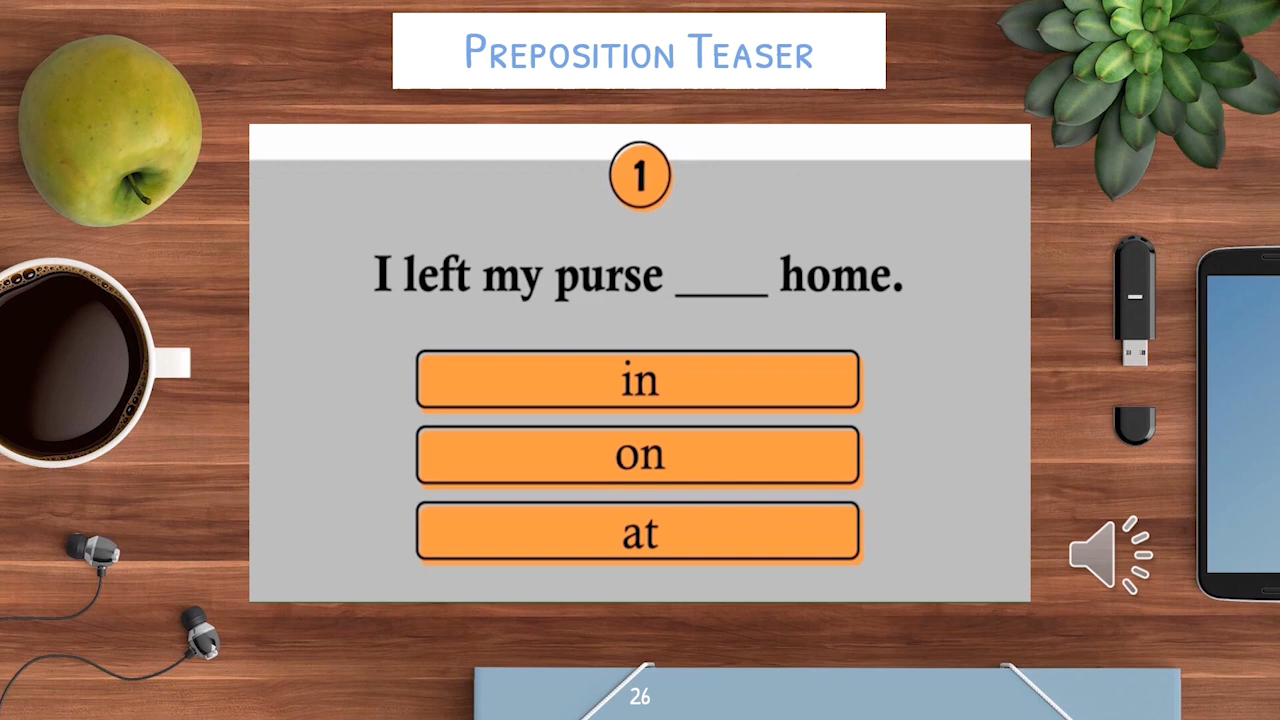 Preposition Teaser
1
I left my purse ____ home.
in
on
at
26